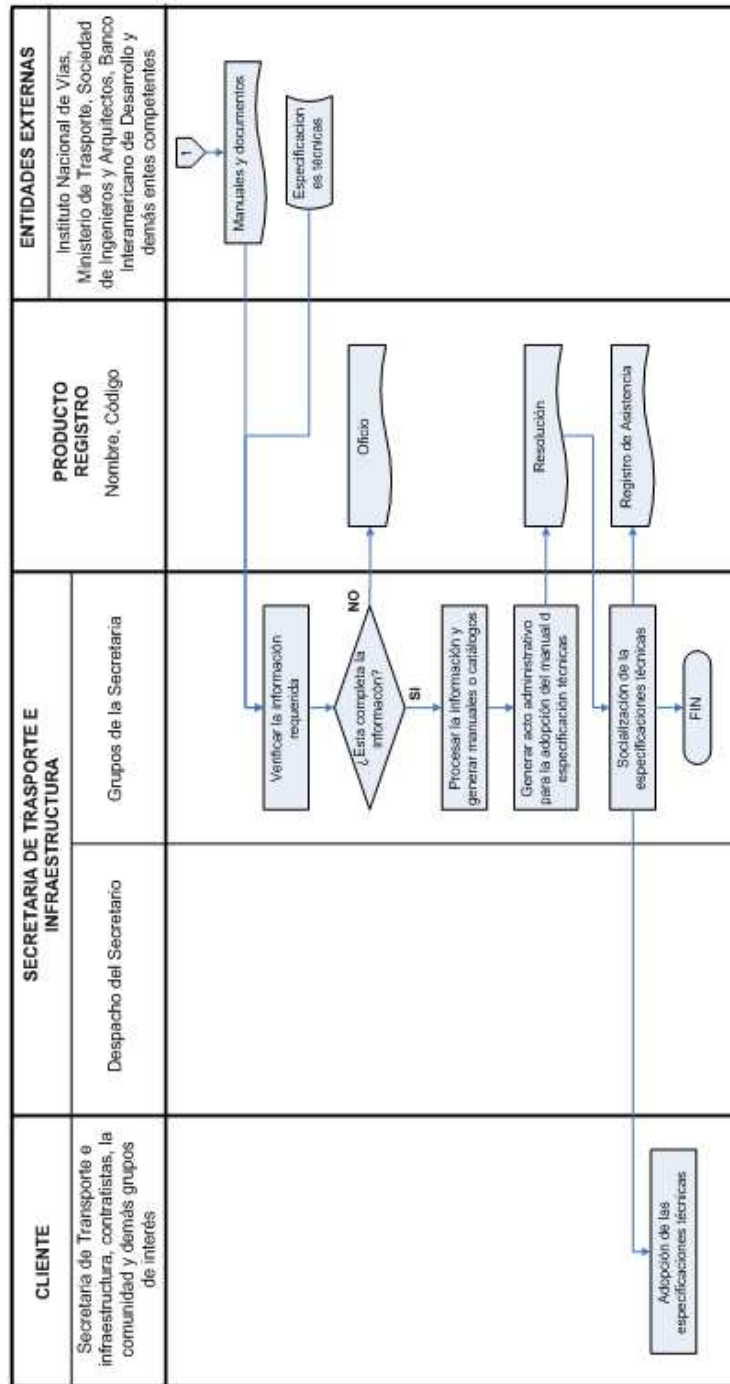 CLIENTE
Secretaria de Transporte e
infraestructura, contratistas, la
comunidad y demás grupos
de interés
SECRETARIA DE TRASPORTE E
INFRAESTRUCTURA
Despacho del Secretario
Grupos de la Secretaria
PRODUCTO
REGISTRO
Nombre, Código
ENTIDADES EXTERNAS
Instituto Nacional de Vías,
Ministerio de Trasporte, Sociedad
de Ingenieros y Arquitectos, Banco
Interamericano de Desarrollo y
demás entes competentes
1
Manuales y documentos
Especificacion
es técnicas
Verificar la información
requerida
¿Esta completa la
informacón?
NO
Oficio
SI
Procesar la información y
generar manuales o catálogos
Generar acto administrativo
para la adopción del manual d
especificación técnicas
Resolución
Socialización de la
especificaciones técnicas
Registro de Asistencia
FIN
Adopción de las
especificaciones técnicas